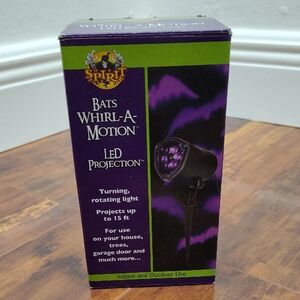 SPIRIT
BATS
WHIRL-A-
MOTION™
LED
PROJECTION™
Turning,
rotating light
Projects up
to 15 ft
For use
on your house,
trees,
garage door and
much more...
Indoor and Outdoor Use